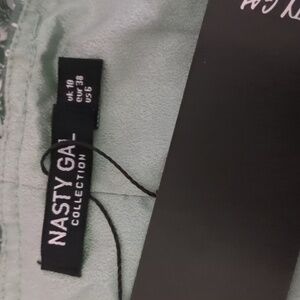 NASTY GAL
COLLECTION
uk 10
eur 38
us 6